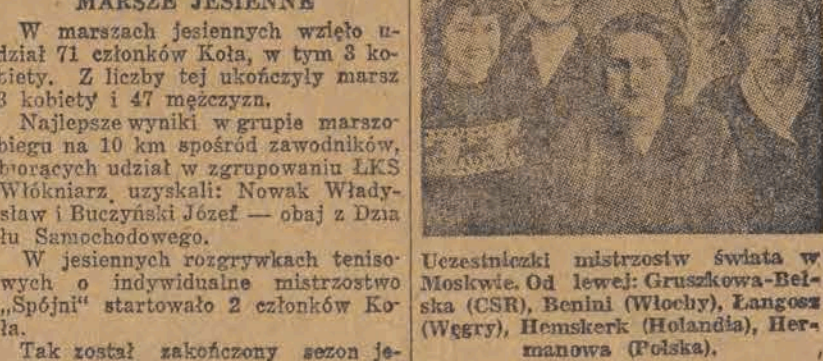 MARSZE JESIENNE
W marszach jesiennych wzięło u-
dział 71 członków Koła, w tym 3 ko-
biety. Z liczby tej ukończyły marsz
3 kobiety i 47 mężczyzn.
Najlepsze wyniki w grupie marszo-
biegu na 10 km spośród zawodników,
biorących udział w zgrupowaniu ŁKS
Włókniarz uzyskali: Nowak Włady-
sław i Buczyński Józef — obaj z Dzia
łu Samochodowego.
W jesiennych rozgrywkach teniso-
wych o indywidualne mistrzostwo
„Spójni“ startowało 2 członków Ko-
ła.
Tak został zakończony sezon je-
Uczestniczki mistrzostw świata w
Moskwie. Od lewej: Gruszkowa-Bel-
ska (CSR), Benini (Włochy), Langosz
(Węgry), Hemskerk (Holandia), Her-
manowa (Polska).